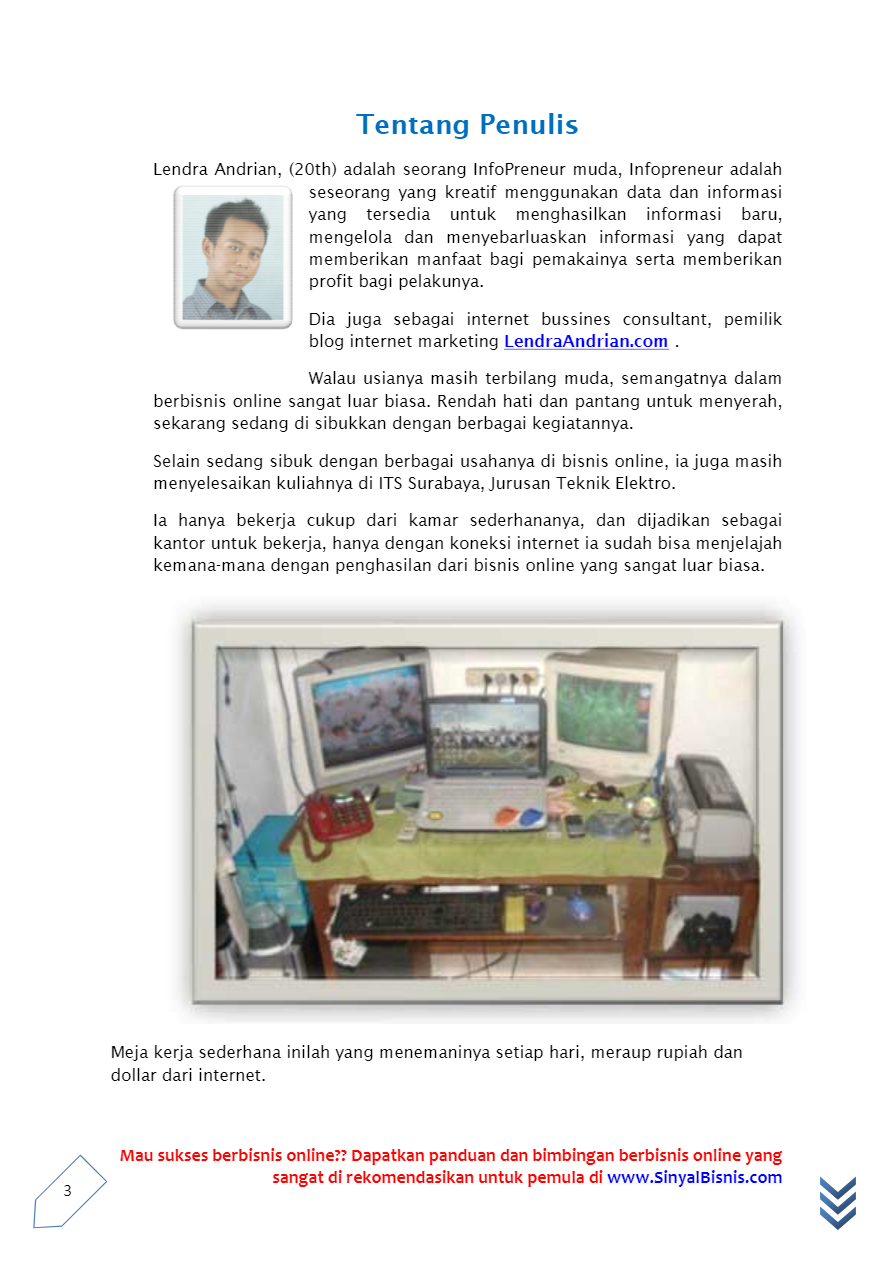 Tentang Penulis
Lendra Andrian, (20th) adalah seorang InfoPreneur muda, Infopreneur adalah
seseorang yang kreatif menggunakan data dan informasi
yang tersedia untuk menghasilkan informasi baru,
mengelola dan menyebarluaskan informasi yang dapat
memberikan manfaat bagi pemakainya serta memberikan
profit bagi pelakunya.
Dia juga sebagai internet bussines consultant, pemilik
blog internet marketing LendraAndrian.com .
Walau usianya masih terbilang muda, semangatnya dalam
berbisnis online sangat luar biasa. Rendah hati dan pantang untuk menyerah,
sekarang sedang di sibukkan dengan berbagai kegiatannya.
Selain sedang sibuk dengan berbagai usahanya di bisnis online, ia juga masih
menyelesaikan kuliahnya di ITS Surabaya, Jurusan Teknik Elektro.
Ia hanya bekerja cukup dari kamar sederhananya, dan dijadikan sebagai
kantor untuk bekerja, hanya dengan koneksi internet ia sudah bisa menjelajah
kemana-mana dengan penghasilan dari bisnis online yang sangat luar biasa.
Meja kerja sederhana inilah yang menemaninya setiap hari, meraup rupiah dan
dollar dari internet.
Mau sukses berbisnis online?? Dapatkan panduan dan bimbingan berbisnis online yang
sangat di rekomendasikan untuk pemula di www.SinyalBisnis.com
3